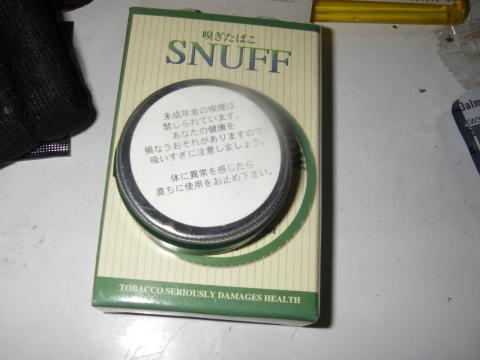 嗅ぎたばこ
SNUFF
未成年者の喫煙は
禁じられています。
あなたの健康を
損なうおそれがありますので、
吸いすぎに注意しましょう。
体に異常を感じたら
直ちに使用をお止め下さい。
TOBACCO SERIOUSLY DAMAGES HEALTH